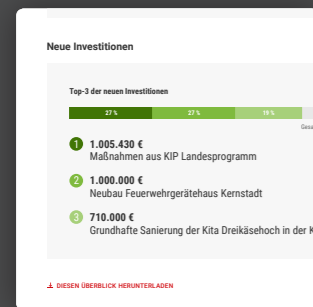 Neue Investitionen
Top-3 der neuen Investitionen
27 % 27 % 19 %
1 1.005.430 €
Maßnahmen aus KIP Landesprogramm
2 1.000.000 €
Neubau Feuerwehrgerätehaus Kernstadt
3 710.000 €
Grundhafte Sanierung der Kita Dreikäsehoch in der
DIESEN ÜBERBLICK HERUNTERLADEN